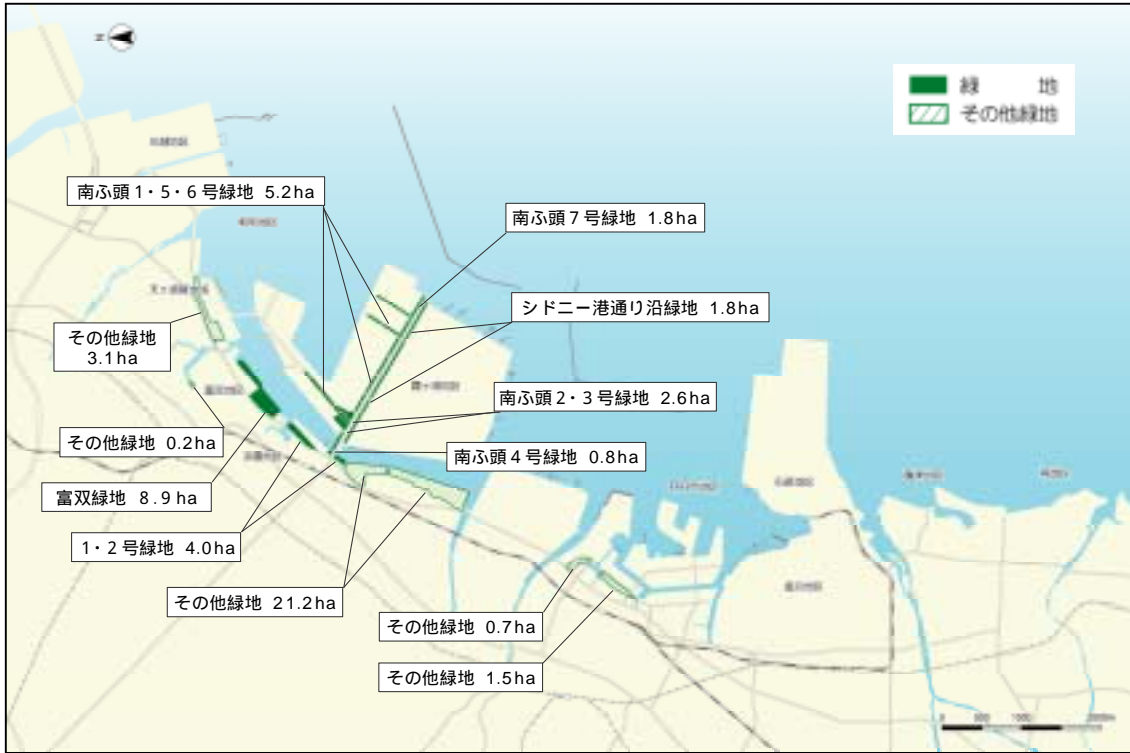 N
緑 地
その他緑地
南ふ頭1・5・6号緑地 5.2ha
南ふ頭7号緑地 1.8ha
シドニー港通り沿緑地 1.8ha
その他緑地
3.1ha
南ふ頭2・3号緑地 2.6ha
その他緑地 0.2ha
南ふ頭4号緑地 0.8ha
富双緑地 8.9ha
1・2号緑地 4.0ha
その他緑地 21.2ha
その他緑地 0.7ha
その他緑地 1.5ha
0 500 1000 2000m